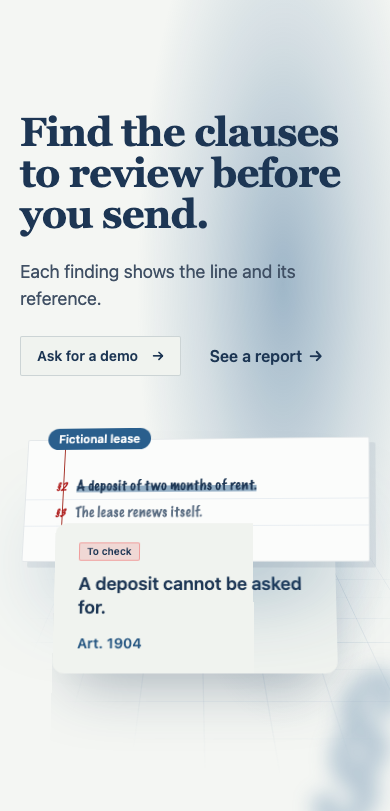 Find the clauses
to review before
you send.
Each finding shows the line and its
reference.
Ask for a demo →
See a report →
Fictional lease
§2 A deposit of two months of rent.
§3 The lease renews itself.
To check
A deposit cannot be asked
for.
Art. 1904